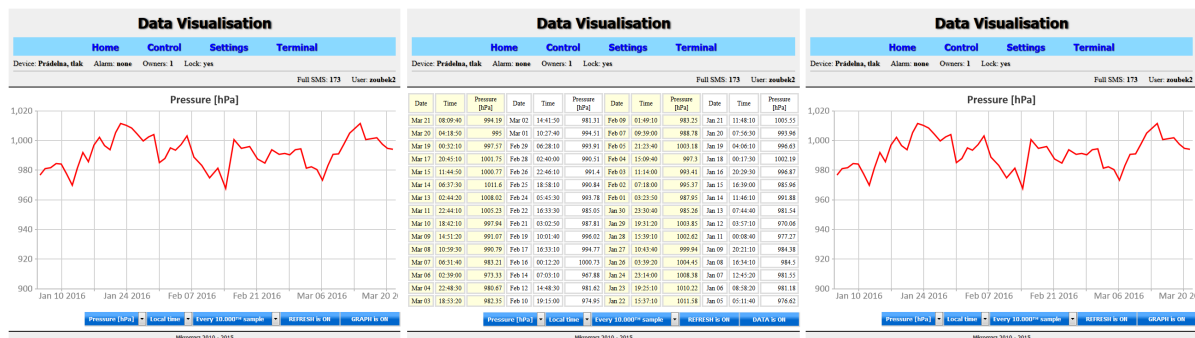 Data Visualisation
Home Control Settings Terminal
Device: Prádelna, tlak Alarm: none Owners: 1 Lock: yes
Full SMS: 173 User: zoubek2
Pressure [hPa]
1,020
1,000
980
960
940
920
900
Jan 10 2016 Jan 24 2016 Feb 07 2016 Feb 21 2016 Mar 06 2016 Mar 20 2
Pressure [hPa] Local time Every 10.000ᵗʰ sample REFRESH is ON GRAPH is ON
Mikromarz 2010 - 2015
Data Visualisation
Home Control Settings Terminal
Device: Prádelna, tlak Alarm: none Owners: 1 Lock: yes
Full SMS: 173 User: zoubek2
Date Time Pressure [hPa] Date Time Pressure [hPa] Date Time Pressure [hPa] Date Time Pressure [hPa]
Mar 21 08:09:40 994.19 Mar 02 14:41:50 981.31 Feb 09 01:49:10 983.25 Jan 21 11:48:10 1005.55
Mar 20 04:18:50 995 Mar 01 10:27:40 994.51 Feb 07 09:39:00 988.78 Jan 20 07:56:30 993.96
Mar 19 00:32:10 997.57 Feb 29 06:28:10 993.91 Feb 05 21:23:40 1003.18 Jan 19 04:06:10 996.63
Mar 17 20:45:10 1001.75 Feb 28 02:40:00 990.51 Feb 04 15:09:40 997.3 Jan 18 00:17:30 1002.19
Mar 15 11:44:50 1000.77 Feb 26 22:46:10 991.4 Feb 03 11:14:00 993.41 Jan 16 20:29:30 996.87
Mar 14 06:37:30 1011.6 Feb 25 18:58:10 990.84 Feb 02 07:18:00 995.37 Jan 15 16:39:00 985.96
Mar 13 02:44:20 1008.02 Feb 24 05:45:30 993.78 Feb 01 03:23:50 987.95 Jan 14 11:46:10 991.88
Mar 11 22:44:10 1005.23 Feb 22 16:33:30 985.05 Jan 30 23:30:40 985.26 Jan 13 07:44:40 981.54
Mar 10 18:42:10 997.94 Feb 21 03:02:50 987.81 Jan 29 19:31:20 1003.85 Jan 12 03:57:10 970.06
Mar 09 14:51:20 991.07 Feb 19 10:01:40 996.02 Jan 28 15:39:10 1002.62 Jan 11 00:08:40 977.27
Mar 08 10:59:30 990.79 Feb 17 16:33:10 994.77 Jan 27 10:43:40 999.94 Jan 09 20:21:10 984.38
Mar 07 06:31:40 983.21 Feb 16 00:12:20 1000.73 Jan 26 03:39:20 1004.45 Jan 08 16:34:10 984.5
Mar 06 02:39:00 973.33 Feb 14 07:03:10 967.88 Jan 24 23:14:00 1008.38 Jan 07 12:45:20 981.55
Mar 04 22:48:30 980.67 Feb 12 14:48:30 981.62 Jan 23 19:25:10 1010.22 Jan 06 08:58:20 981.18
Mar 03 18:53:20 982.35 Feb 10 19:15:00 974.95 Jan 22 15:37:10 1011.58 Jan 05 05:11:40 976.62
Pressure [hPa] Local time Every 10.000ᵗʰ sample REFRESH is ON DATA is ON
Mikromarz 2010 - 2015
Data Visualisation
Home Control Settings Terminal
Device: Prádelna, tlak Alarm: none Owners: 1 Lock: yes
Full SMS: 173 User: zoubek2
Pressure [hPa]
1,020
1,000
980
960
940
920
900
Jan 10 2016 Jan 24 2016 Feb 07 2016 Feb 21 2016 Mar 06 2016 Mar 20 2
Pressure [hPa] Local time Every 10.000ᵗʰ sample REFRESH is ON GRAPH is ON
Mikromarz 2010 - 2015